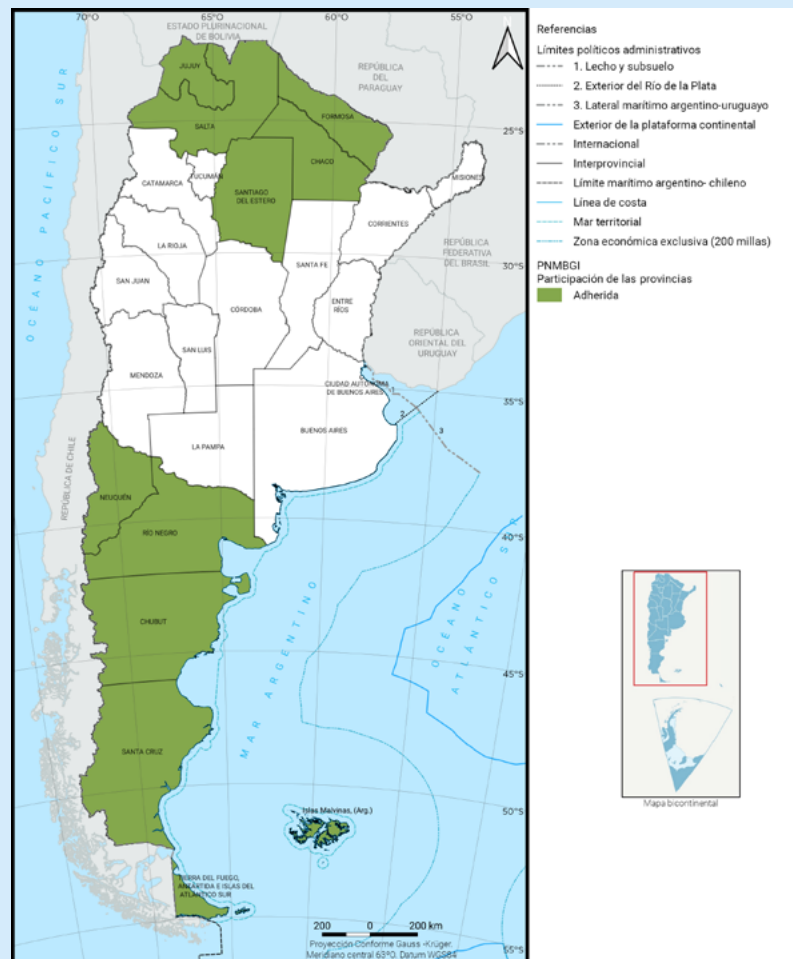 70°
65°O
60°O
55°O
N
ESTADO PLURINACIONAL
DE BOLIVIA
REPÚBLICA
DEL
PARAGUAY
JUJUY
FORMOSA
SALTA
CHACO
25°S
TUCUMÁN
CATAMARCA
SANTIAGO
DEL ESTERO
MISIONES
CORRIENTES
LA RIOJA
REPÚBLICA
FEDERATIVA
DEL BRASIL
SANTA FE
30°S
SAN JUAN
CÓRDOBA
ENTRE
RÍOS
REPÚBLICA
ORIENTAL DEL
URUGUAY
SAN LUIS
MENDOZA
CIUDAD AUTÓNOMA
DE BUENOS AIRES
1
2
3
35°S
BUENOS AIRES
LA PAMPA
OCÉANO PACÍFICO SUR
REPÚBLICA DE CHILE
NEUQUÉN
RÍO NEGRO
40°S
CHUBUT
MAR ARGENTINO
OCÉANO
ATLÁNTICO SUR
45°S
SANTA CRUZ
50°S
Islas Malvinas, (Arg.)
TIERRA DEL FUEGO,
ANTÁRTIDA E ISLAS DEL
ATLÁNTICO SUR
200 0 200 km
Proyección Conforme Gauss -Krüger.
Meridiano central 63ºO. Datum WGS84
55°S
Referencias
Límites políticos administrativos
1. Lecho y subsuelo
2. Exterior del Río de la Plata
3. Lateral marítimo argentino-uruguayo
Exterior de la plataforma continental
Internacional
Interprovincial
Límite marítimo argentino- chileno
Línea de costa
Mar territorial
Zona económica exclusiva (200 millas)
PNMBGI
Participación de las provincias
Adherida
Mapa bicontinental